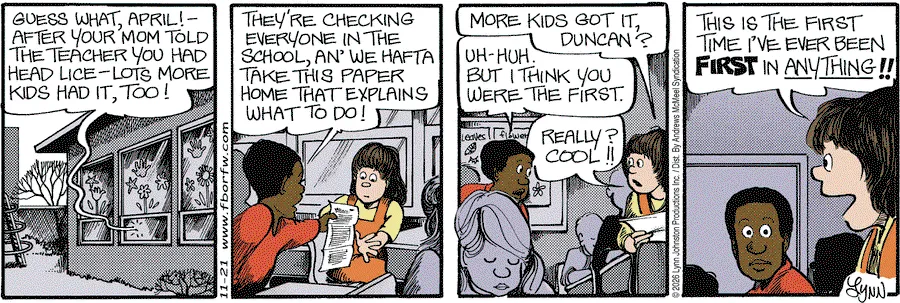 GUESS WHAT, APRIL!-
AFTER YOUR MOM TOLD
THE TEACHER YOU HAD
HEAD LICE-LOTS MORE
KIDS HAD IT, TOO!
THEY'RE CHECKING
EVERYONE IN THE
SCHOOL, AN' WE HAFTA
TAKE THIS PAPER
HOME THAT EXPLAINS
WHAT TO DO!
11-21 www.fborfw.com
MORE KIDS GOT IT,
DUNCAN?
UH-HUH.
BUT I THINK YOU
WERE THE FIRST.
REALLY?
COOL!!
Leaves
© 2026 Lynn Johnston Productions Inc. / Dist. By Andrews McMeel Syndication
THIS IS THE FIRST
TIME I'VE EVER BEEN
FIRST IN ANYTHING!!
LYNN